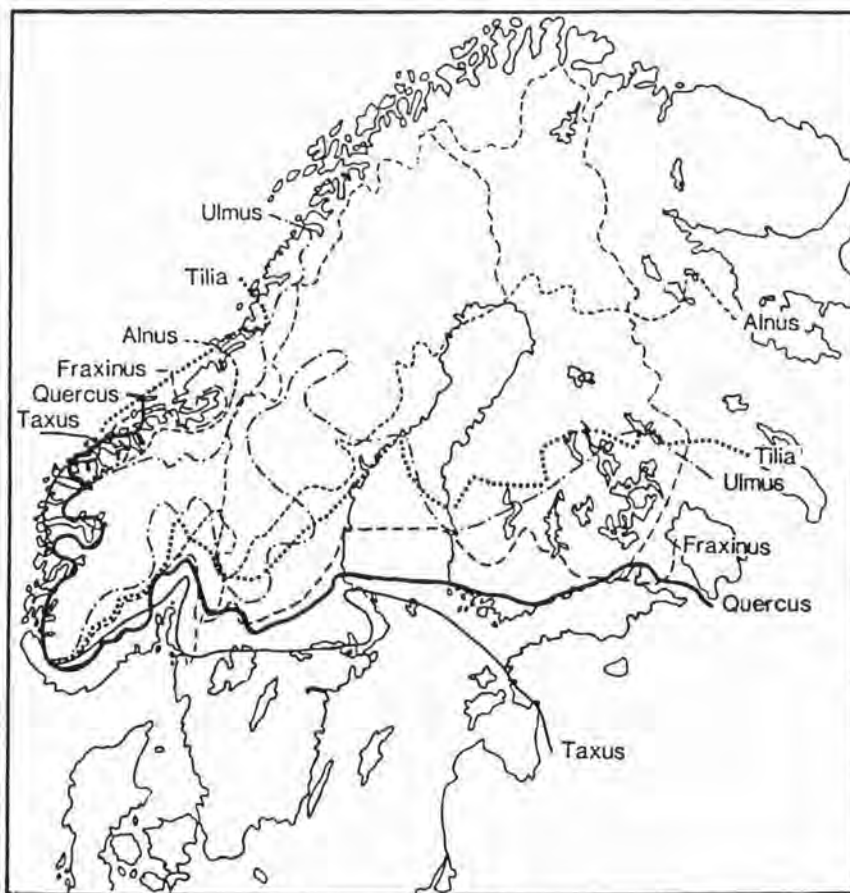 Ulmus
Tilia
Alnus
Fraxinus
Quercus
Taxus
Alnus
Tilia
Ulmus
Fraxinus
Quercus
Taxus